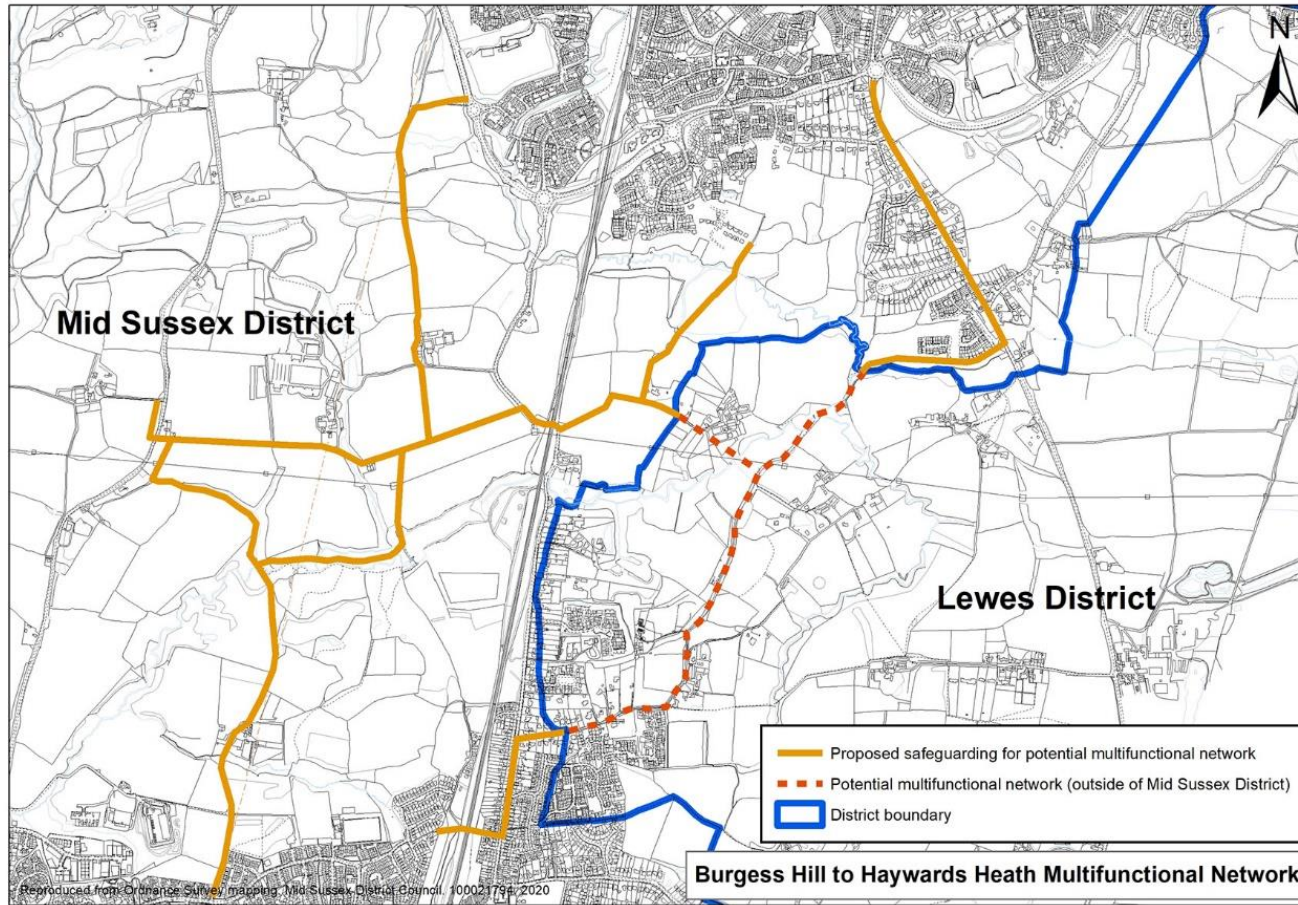 N
Mid Sussex District
Lewes District
Proposed safeguarding for potential multifunctional network
Potential multifunctional network (outside of Mid Sussex District)
District boundary
Reproduced from Ordnance Survey mapping. Mid Sussex District Council. 100021794, 2020
Burgess Hill to Haywards Heath Multifunctional Network